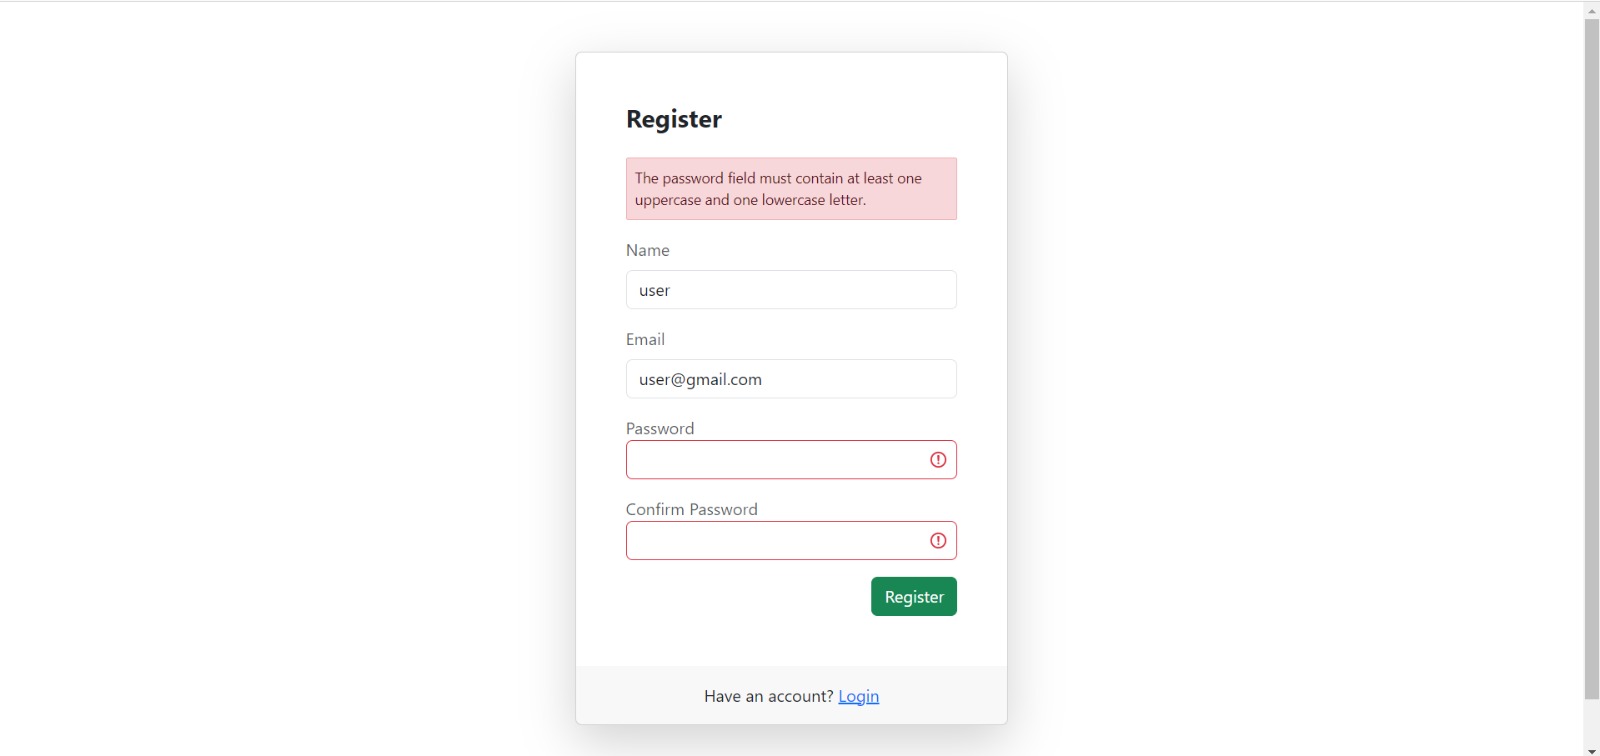 Register
The password field must contain at least one
uppercase and one lowercase letter.
Name
user
Email
user@gmail.com
Password
Confirm Password
Register
Have an account? Login